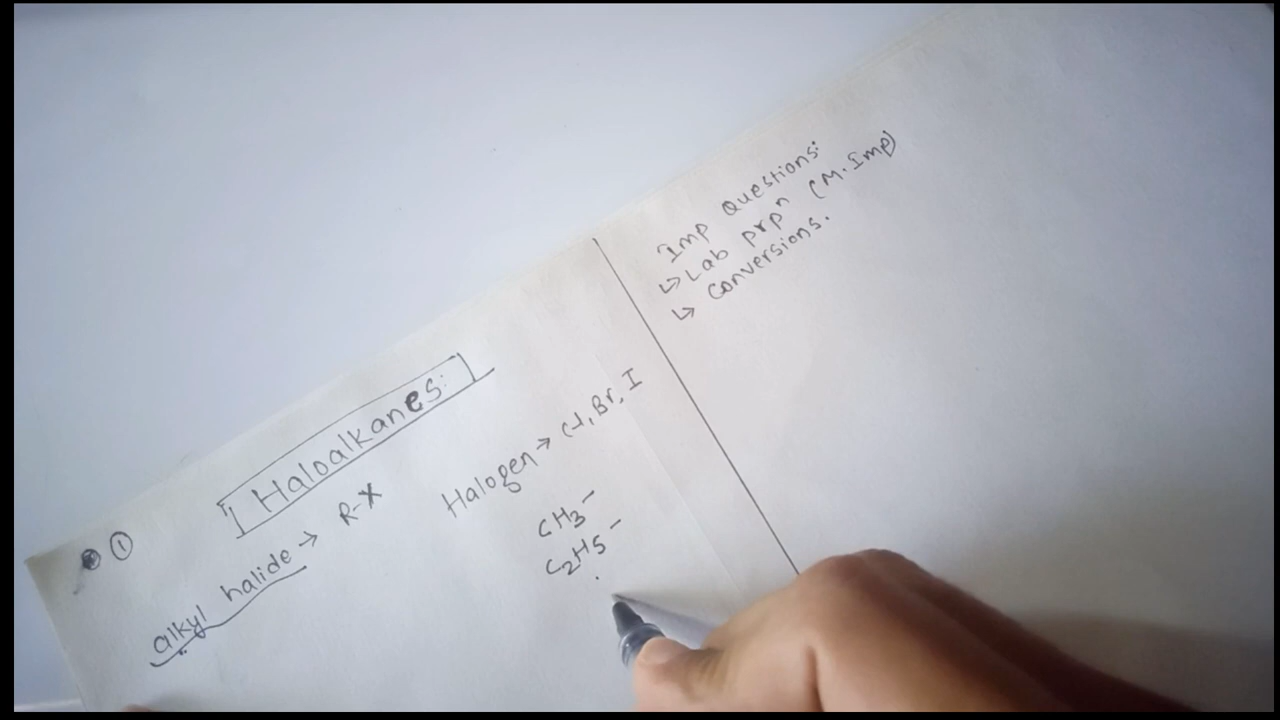 ① Haloalkanes:
alkyl halide → R-X
Halogen → Cl, Br, I
CH3 –
C2H5 –
Imp questions:
↳ Lab prpⁿ (M.Imp)
↳ conversions.